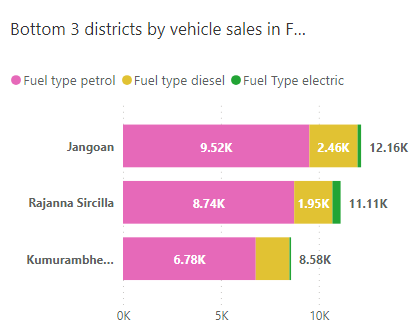 Bottom 3 districts by vehicle sales in F...
Fuel type petrol Fuel type diesel Fuel Type electric
Jangoan 9.52K 2.46K 12.16K
Rajanna Sircilla 8.74K 1.95K 11.11K
Kumurambhe... 6.78K 8.58K
0K 5K 10K